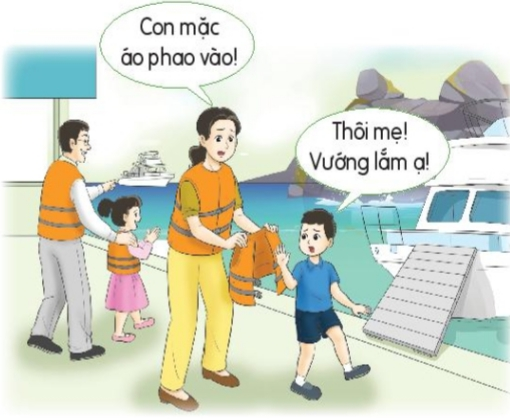 Con mặc
áo phao vào!
Thôi mẹ!
Vướng lắm ạ!